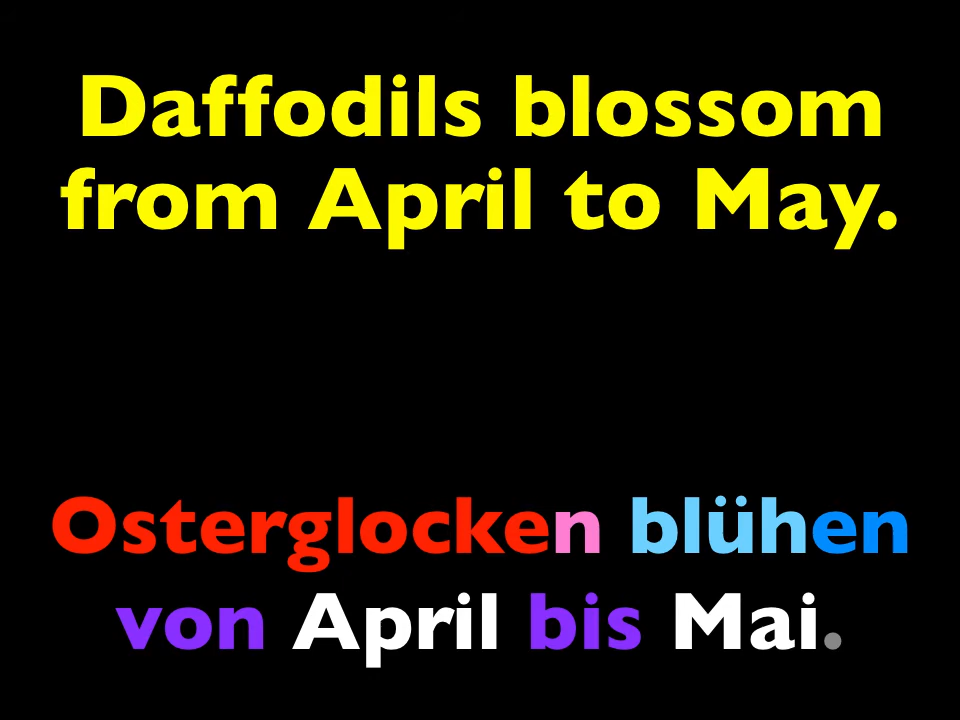 Daffodils blossom
from April to May.
Osterglocken blühen
von April bis Mai.